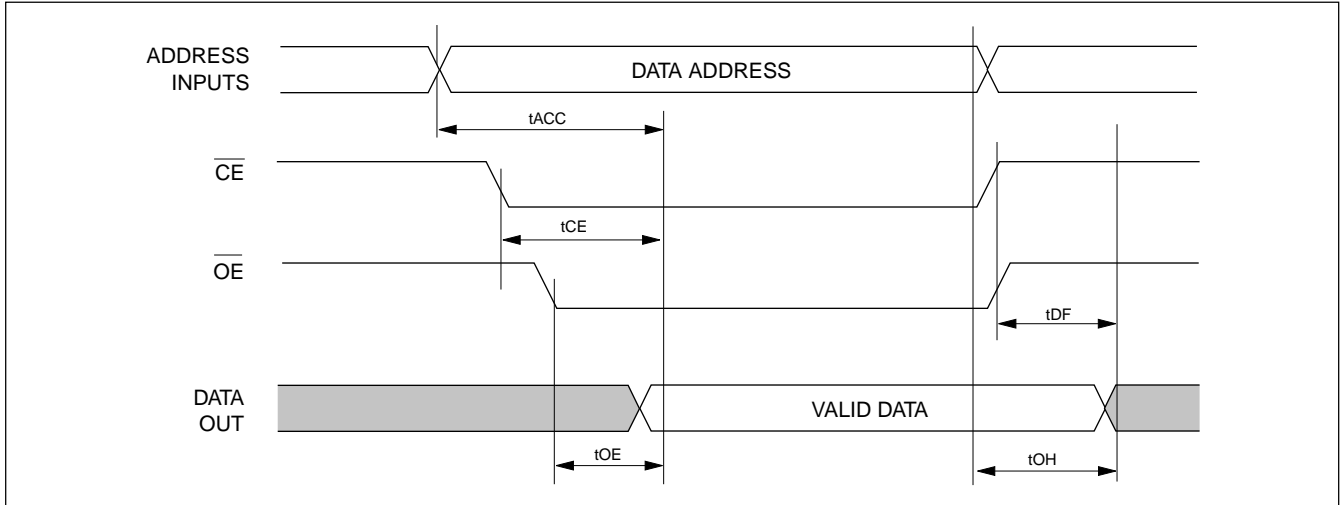 ADDRESS
INPUTS
DATA ADDRESS
tACC
CE
tCE
OE
tDF
DATA
OUT
VALID DATA
tOE
tOH